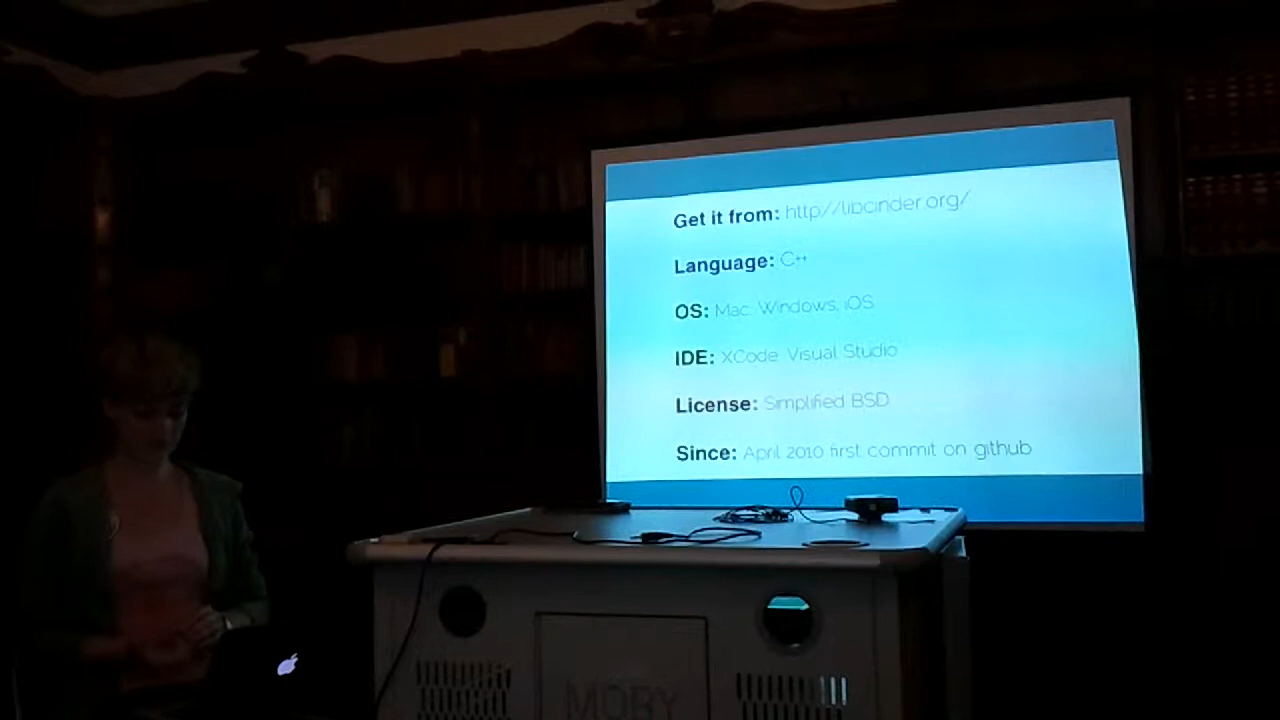 Get it from: http//libcinder.org/
Language: C++
OS: Mac, Windows, iOS
IDE: XCode, Visual Studio
License: Simplified BSD
Since: April 2010 first commit on github
MOBY